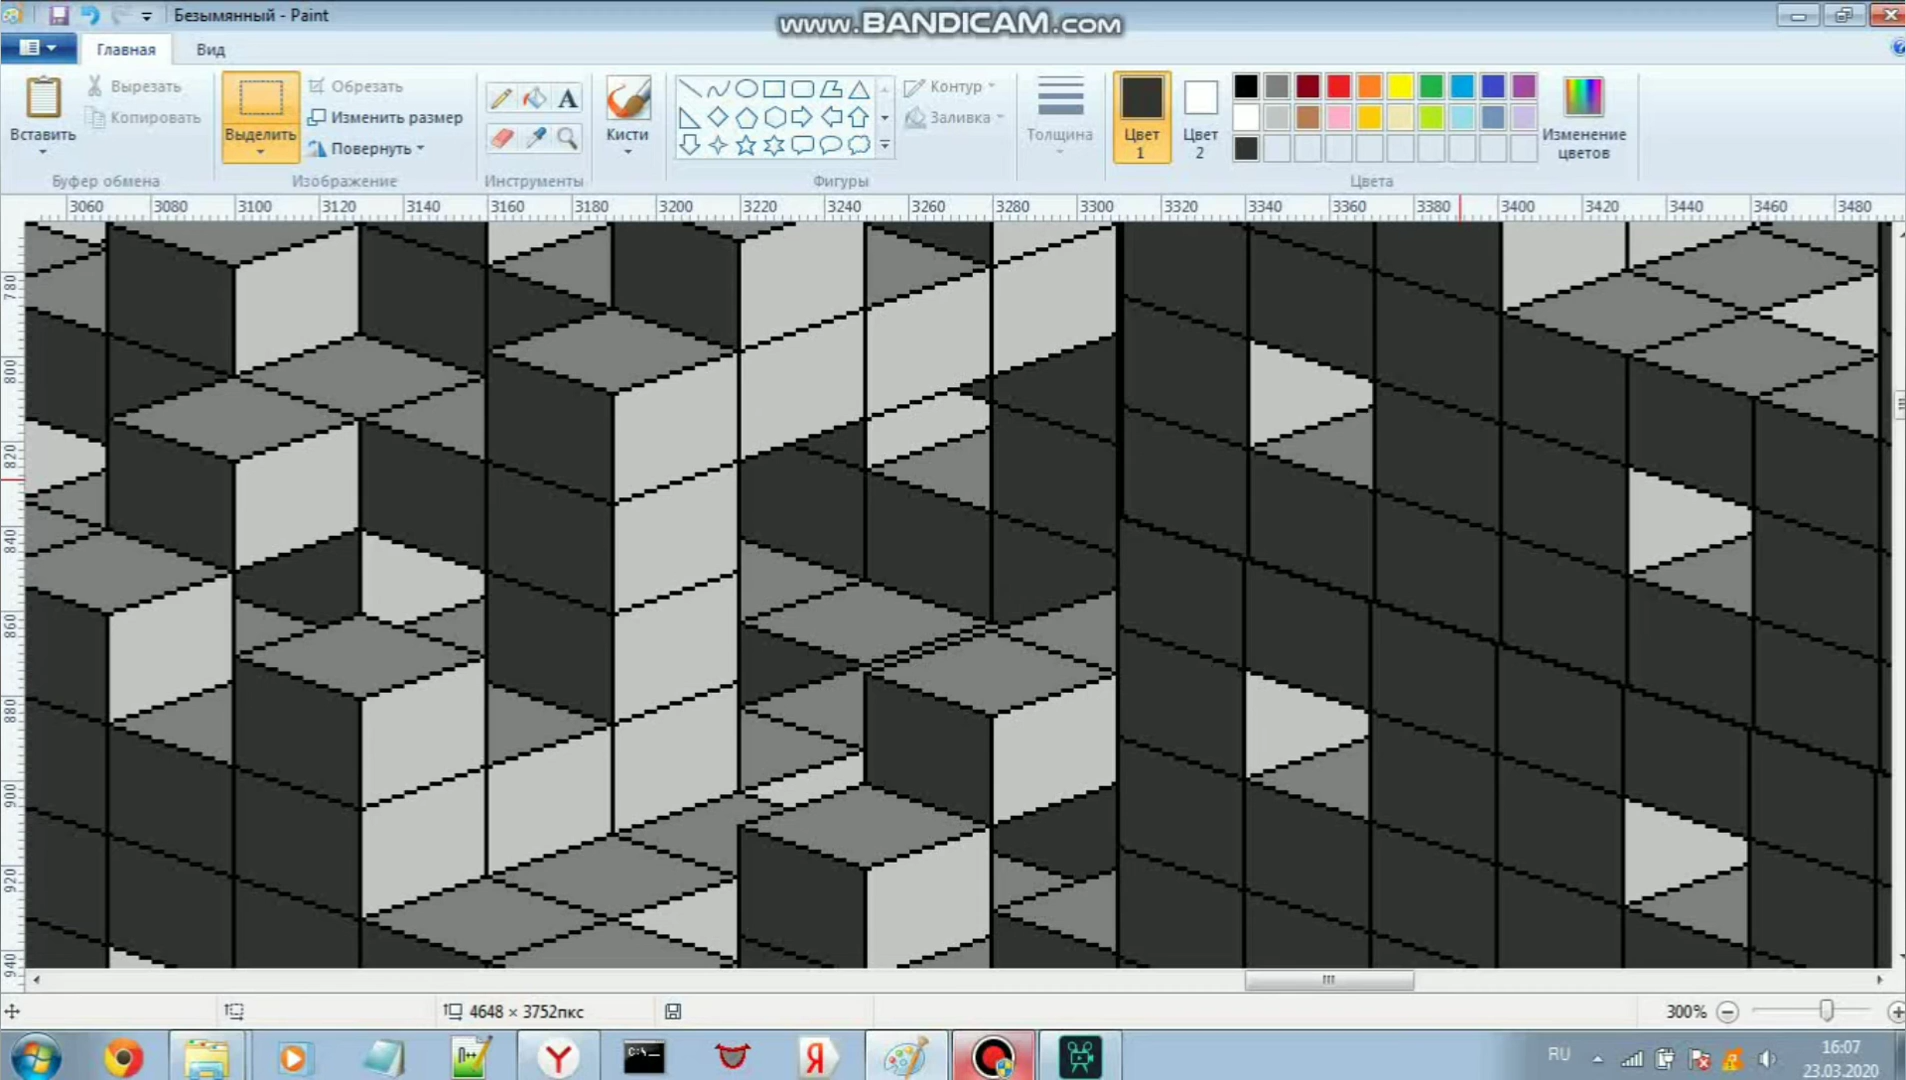 Безымянный - Paint
www.BANDICAM.com
Главная
Вид
Вставить
Вырезать
Копировать
Буфер обмена
Выделить
Обрезать
Изменить размер
Повернуть
Изображение
A
Инструменты
Кисти
Фигуры
Контур
Заливка
Толщина
Цвет
1
Цвет
2
Изменение
цветов
Цвета
3060 3080 3100 3120 3140 3160 3180 3200 3220 3240 3260 3280 3300 3320 3340 3360 3380 3400 3420 3440 3460 3480
780
800
820
840
860
880
900
920
940
4648 × 3752пкс
300%
Л++
Y
C:\
Я
RU
16:07
23.03.2020